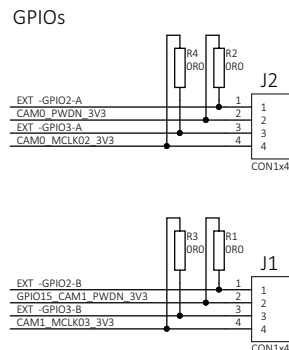 GPIOs
R4
0R0
R2
0R0
J2
EXT -GPIO2-A 1 1
CAM0_PWDN_3V3 2 2
EXT -GPIO3-A 3 3
CAM0_MCLK02_3V3 4 4
CON1x4
R3
0R0
R1
0R0
J1
EXT -GPIO2-B 1 1
GPIO15_CAM1_PWDN_3V3 2 2
EXT -GPIO3-B 3 3
CAM1_MCLK03_3V3 4 4
CON1x4